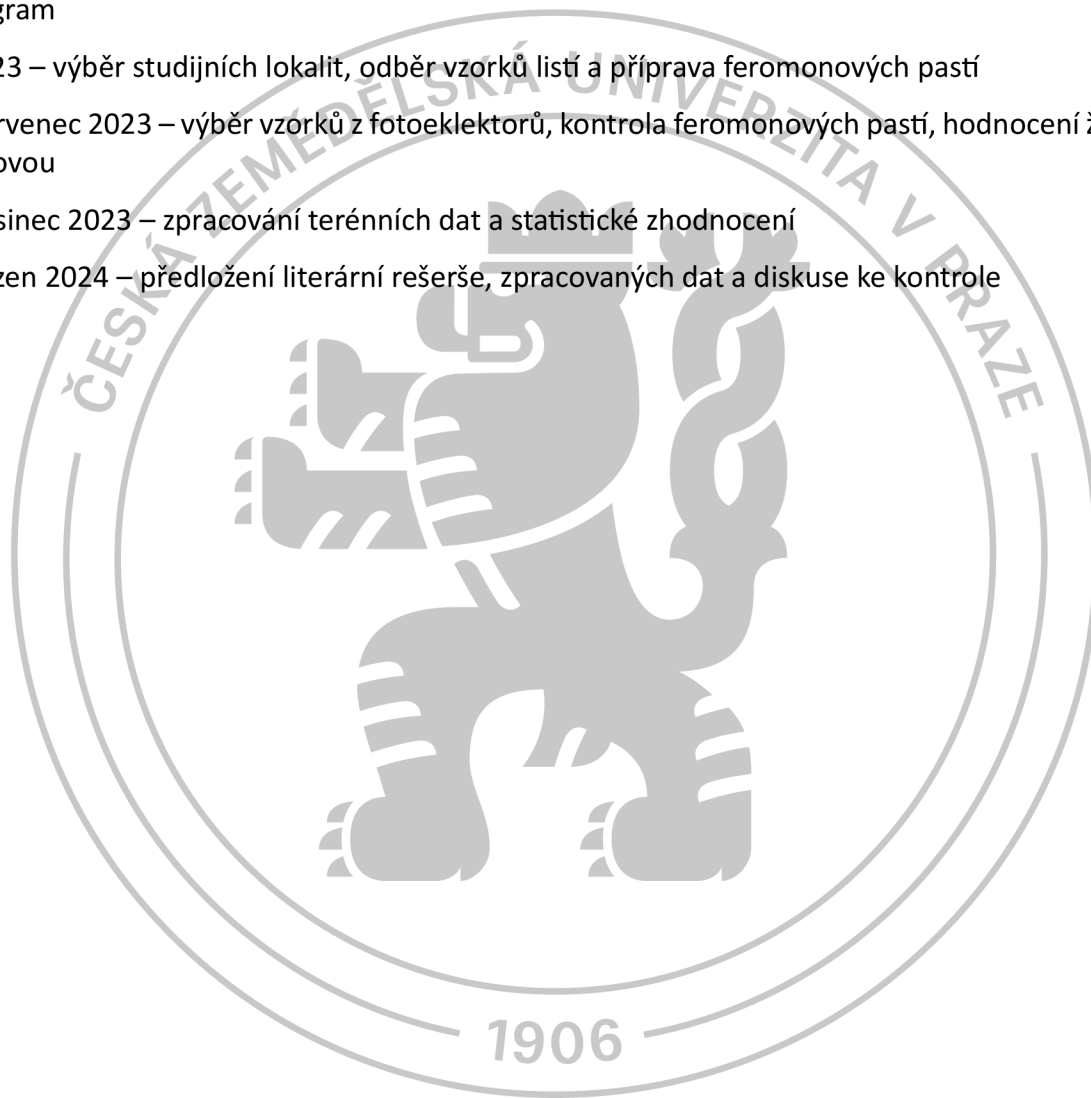 gram
23 – výběr studijních lokalit, odběr vzorků listí a příprava feromonových pastí
rvenec 2023 – výběr vzorků z fotoeklektorů, kontrola feromonových pastí, hodnocení ž
ovou
sinec 2023 – zpracování terénních dat a statistické zhodnocení
zen 2024 – předložení literární rešerše, zpracovaných dat a diskuse ke kontrole
ČESKÁ ZEMĚDĚLSKÁ UNIVERZITA V PRAZE
1906